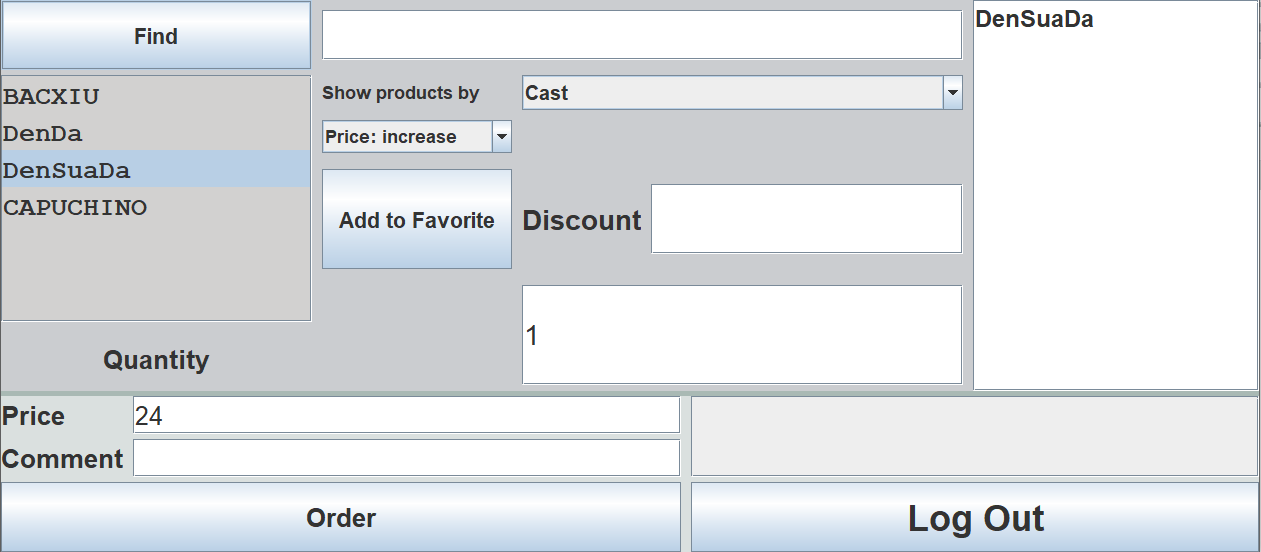 Find
DenSuaDa
BACXIU
DenDa
DenSuaDa
CAPUCHINO
Show products by
Cast
Price: increase
Add to Favorite
Discount
1
Quantity
Price
24
Comment
Order
Log Out